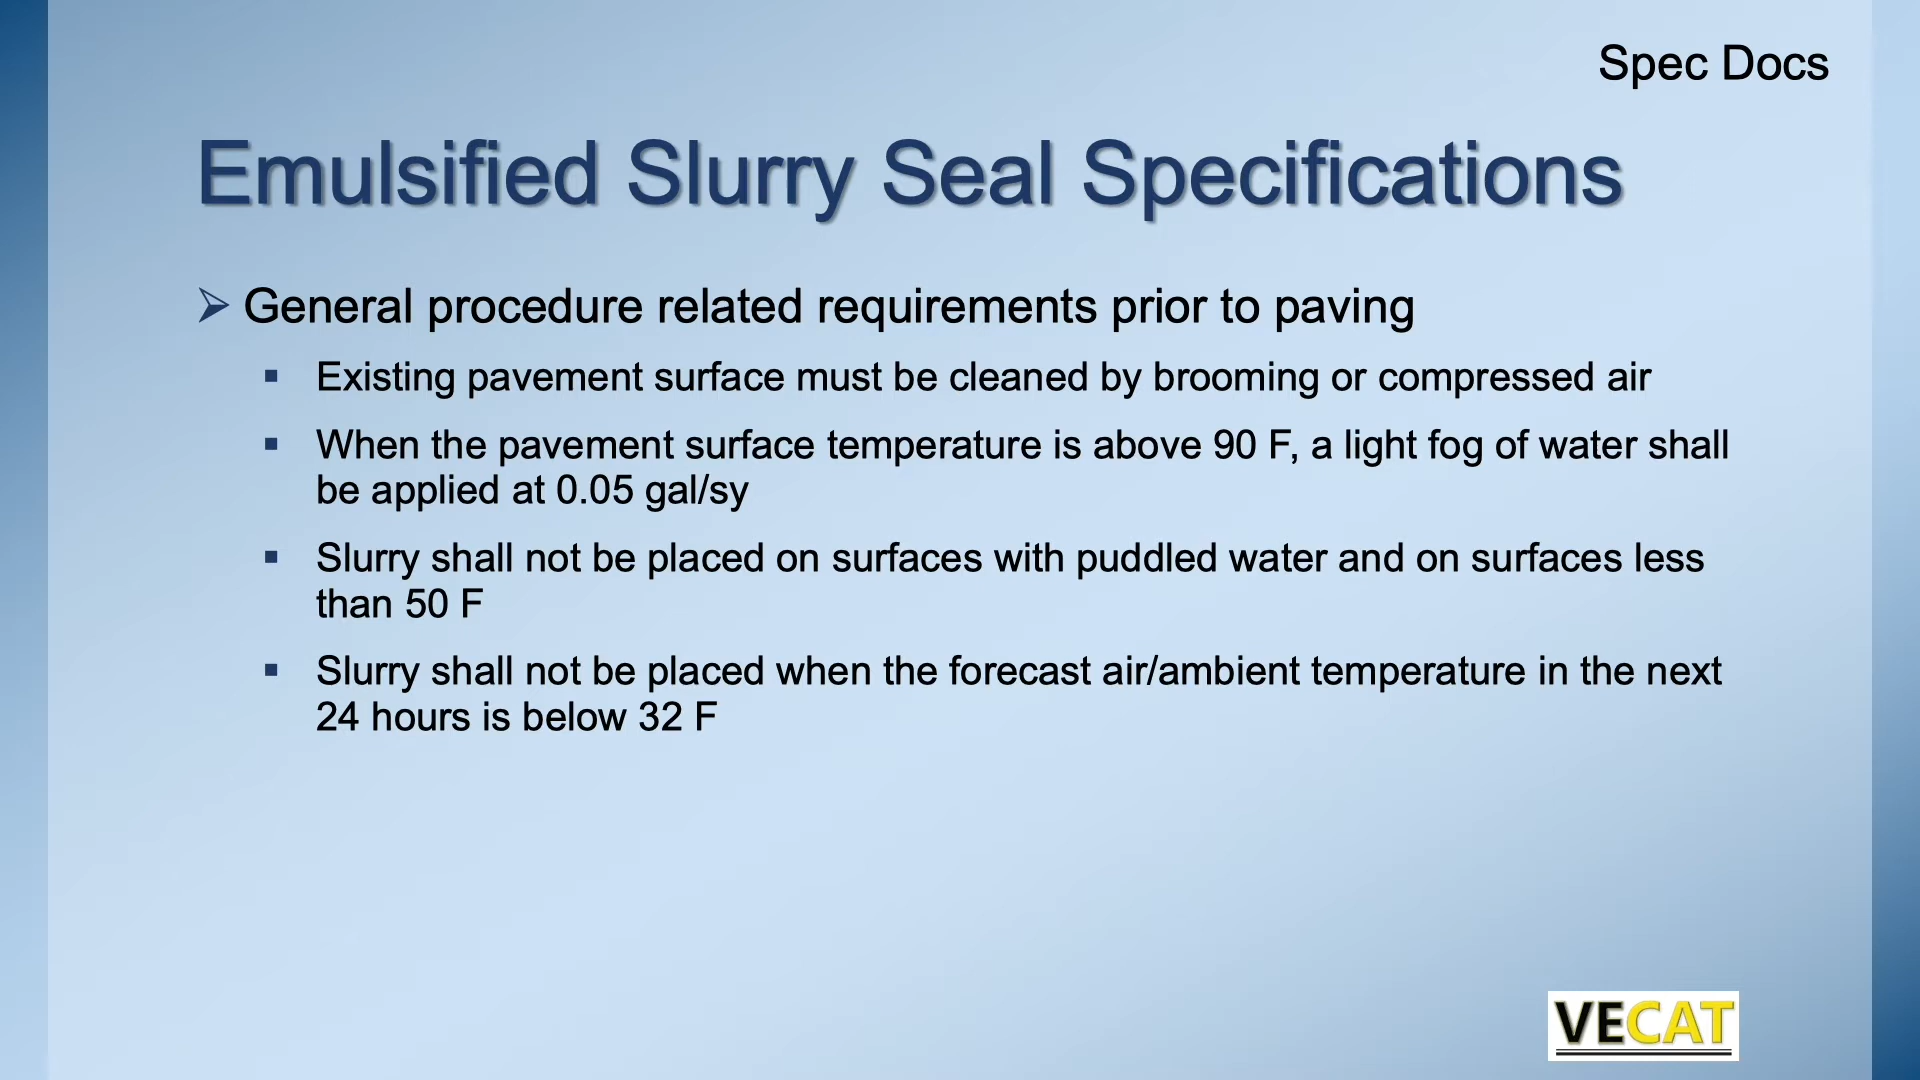 Spec Docs
Emulsified Slurry Seal Specifications
General procedure related requirements prior to paving
Existing pavement surface must be cleaned by brooming or compressed air
When the pavement surface temperature is above 90 F, a light fog of water shall
be applied at 0.05 gal/sy
Slurry shall not be placed on surfaces with puddled water and on surfaces less
than 50 F
Slurry shall not be placed when the forecast air/ambient temperature in the next
24 hours is below 32 F
VECAT